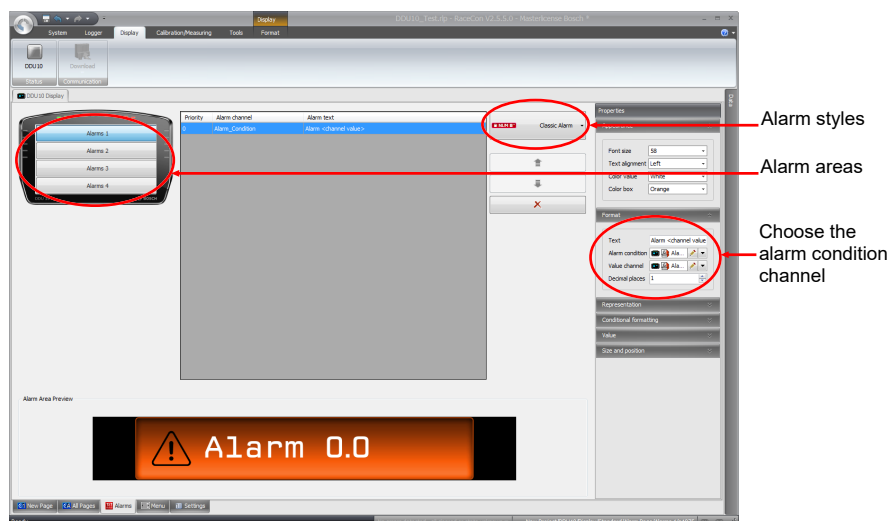 Display
DDU10_Test.rip - RaceCon V2.5.5.0 - Masterlicense Bosch *
System Logger Display Calibration/Measuring Tools Format
DDU10 Download
Status Communication
DDU10 Display
Data
Alarms 1
Alarms 2
Alarms 3
Alarms 4
BOSCH
Priority Alarm channel Alarm text
0 Alarm_Condition Alarm <channel value>
NUM Classic Alarm
Properties
Font size 58
Text alignment Left
Color value White
Color box Orange
Format
Text Alarm <channel value
Alarm condition Ala...
Value channel Ala...
Decimal places 1
Representation
Conditional formatting
Value
Size and position
Alarm styles
Alarm areas
Choose the
alarm condition
channel
Alarm Area Preview
Alarm 0.0
New Page All Pages Alarms Menu Settings